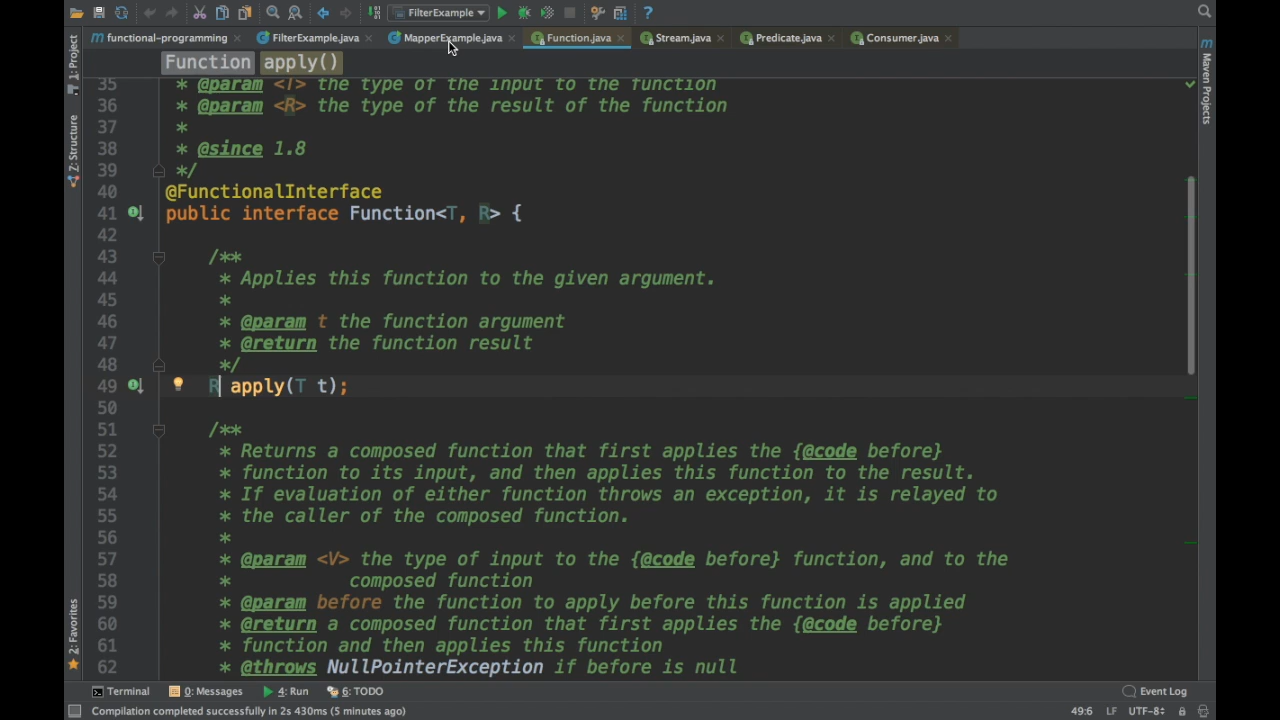 FilterExample
functional-programming
FilterExample.java
MapperExample.java
Function.java
Stream.java
Predicate.java
Consumer.java
Function apply()
1: Project
Z: Structure
2: Favorites
Maven Projects
35 * @param <T> the type of the input to the function
36 * @param <R> the type of the result of the function
37 *
38 * @since 1.8
39 */
40 @FunctionalInterface
41 public interface Function<T, R> {
42
43 /**
44 * Applies this function to the given argument.
45 *
46 * @param t the function argument
47 * @return the function result
48 */
49 R apply(T t);
50
51 /**
52 * Returns a composed function that first applies the {@code before}
53 * function to its input, and then applies this function to the result.
54 * If evaluation of either function throws an exception, it is relayed to
55 * the caller of the composed function.
56 *
57 * @param <V> the type of input to the {@code before} function, and to the
58 * composed function
59 * @param before the function to apply before this function is applied
60 * @return a composed function that first applies the {@code before}
61 * function and then applies this function
62 * @throws NullPointerException if before is null
Terminal
0: Messages
4: Run
6: TODO
Event Log
Compilation completed successfully in 2s 430ms (5 minutes ago)
49:6 LF UTF-8